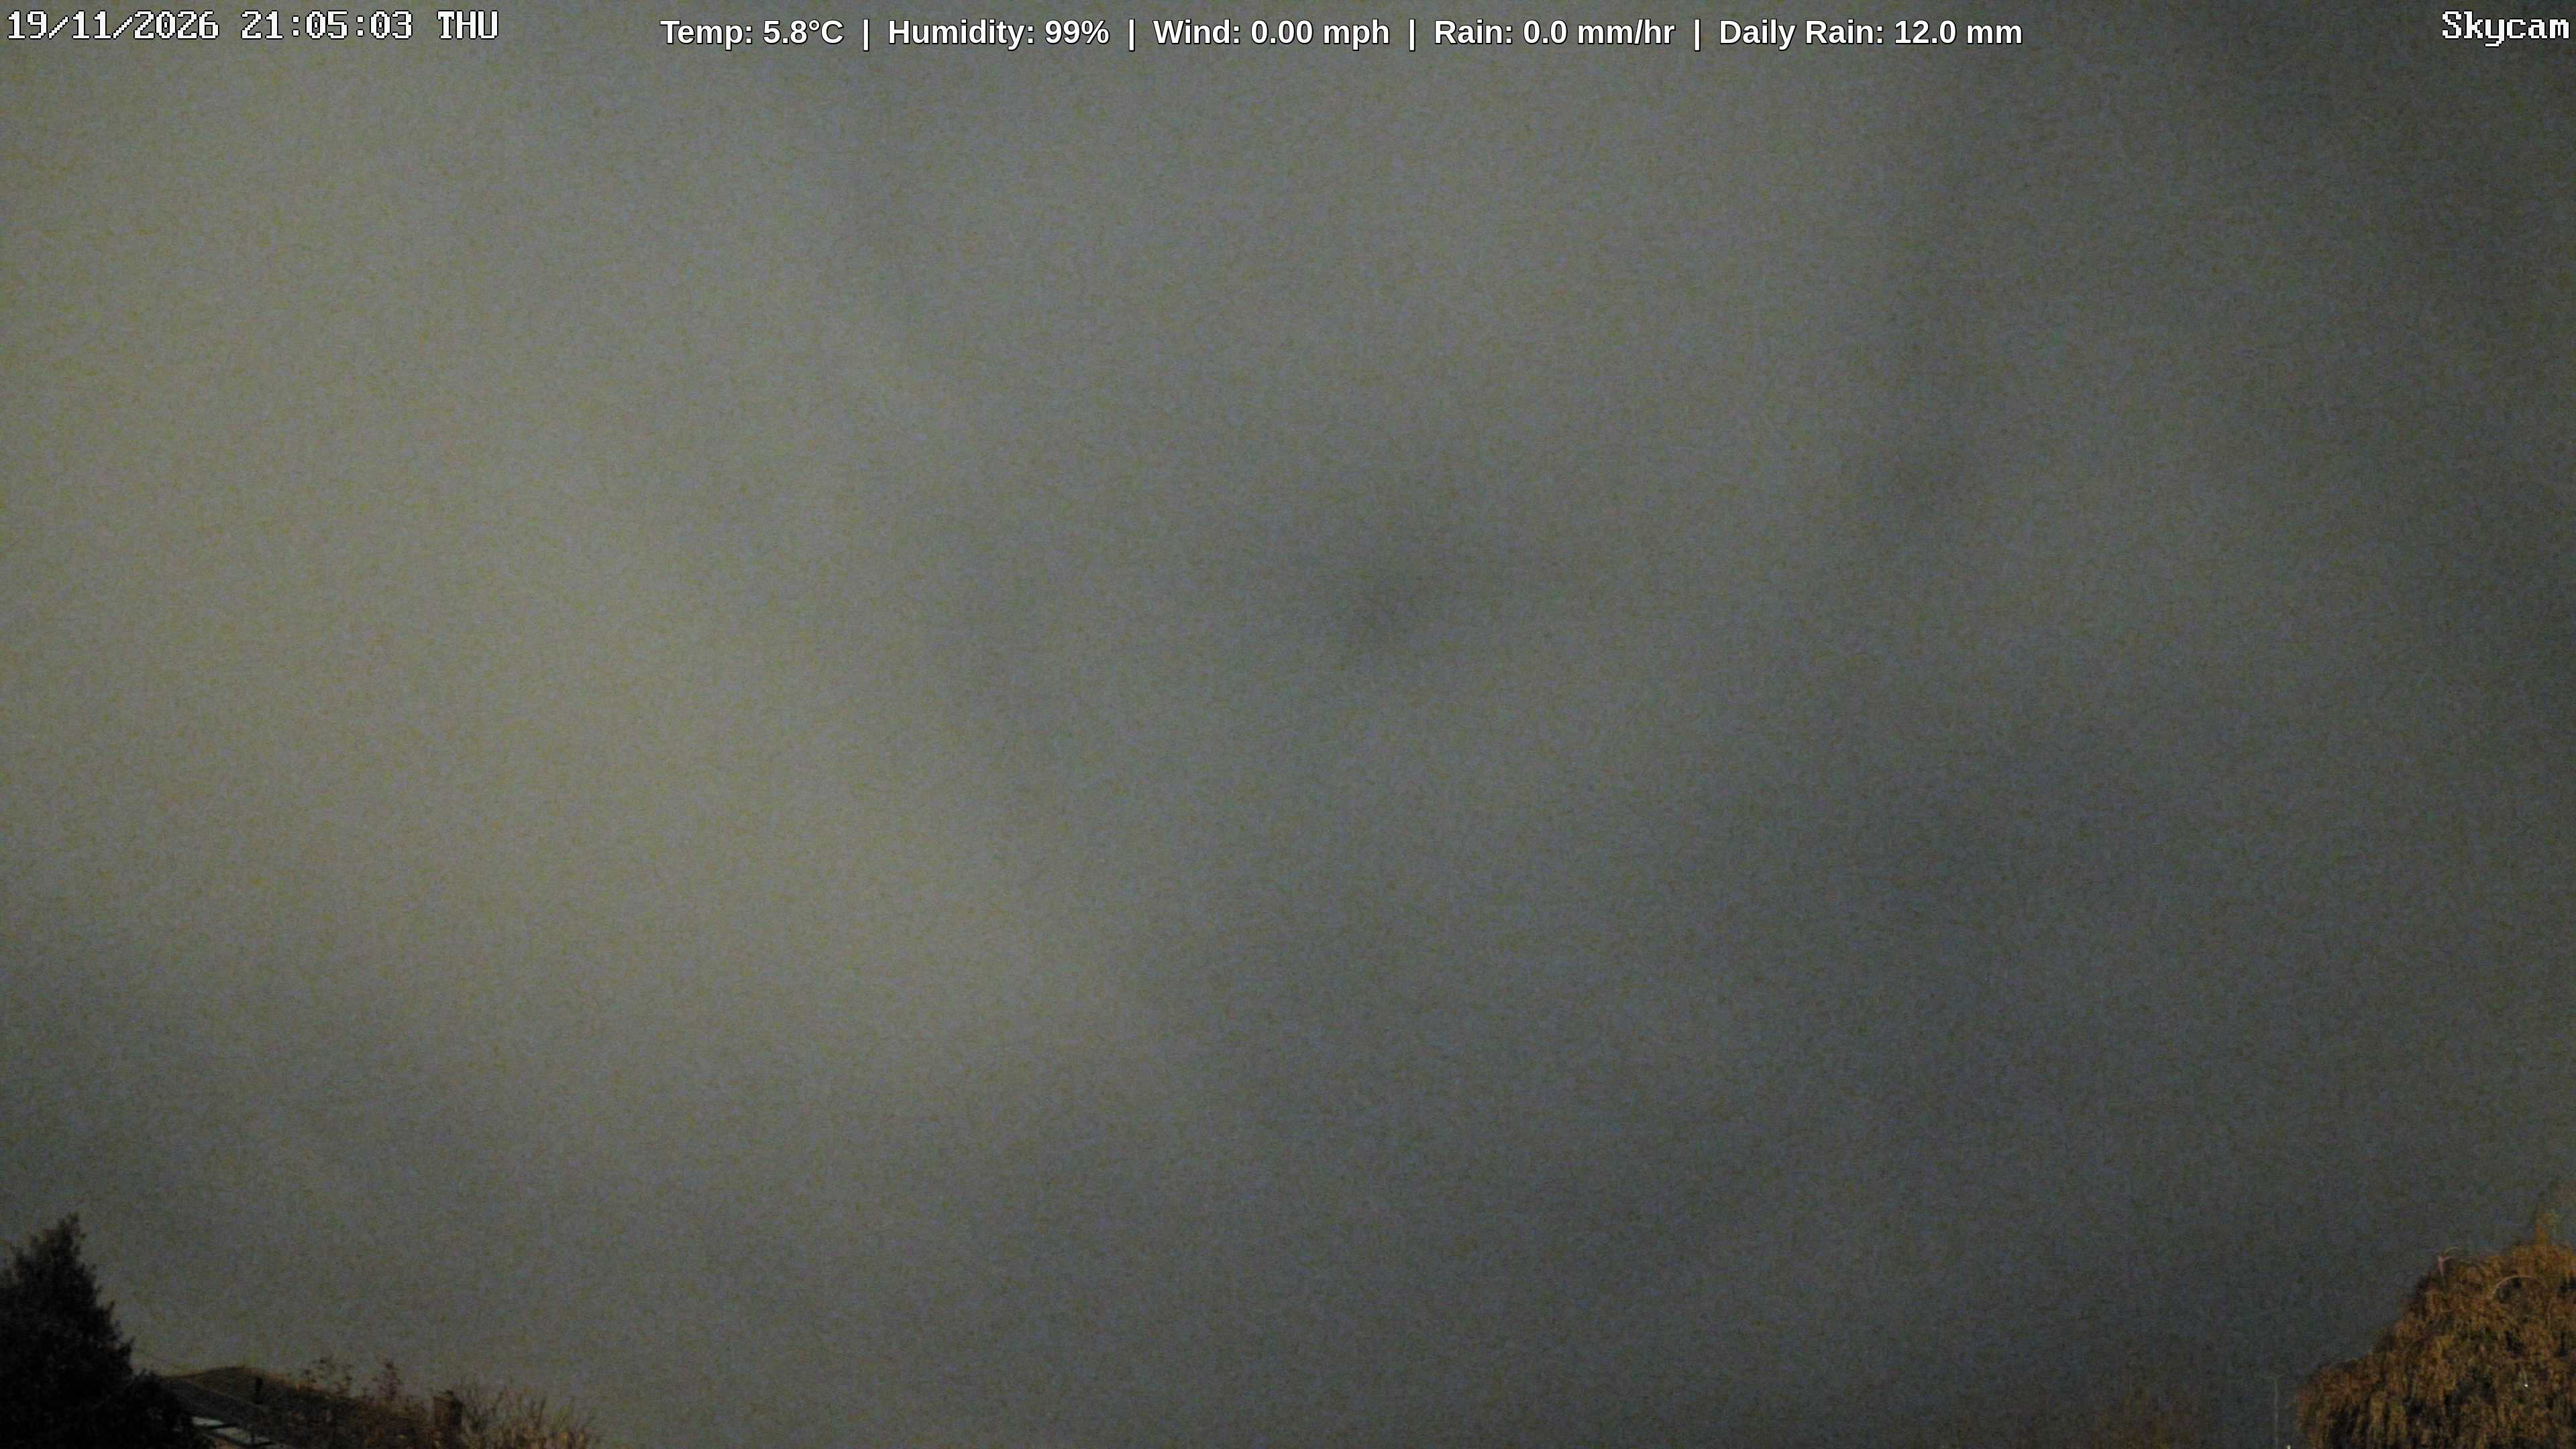 19/11/2026 21:05:03 THU
Temp: 5.8°C | Humidity: 99% | Wind: 0.00 mph | Rain: 0.0 mm/hr | Daily Rain: 12.0 mm
Skycam